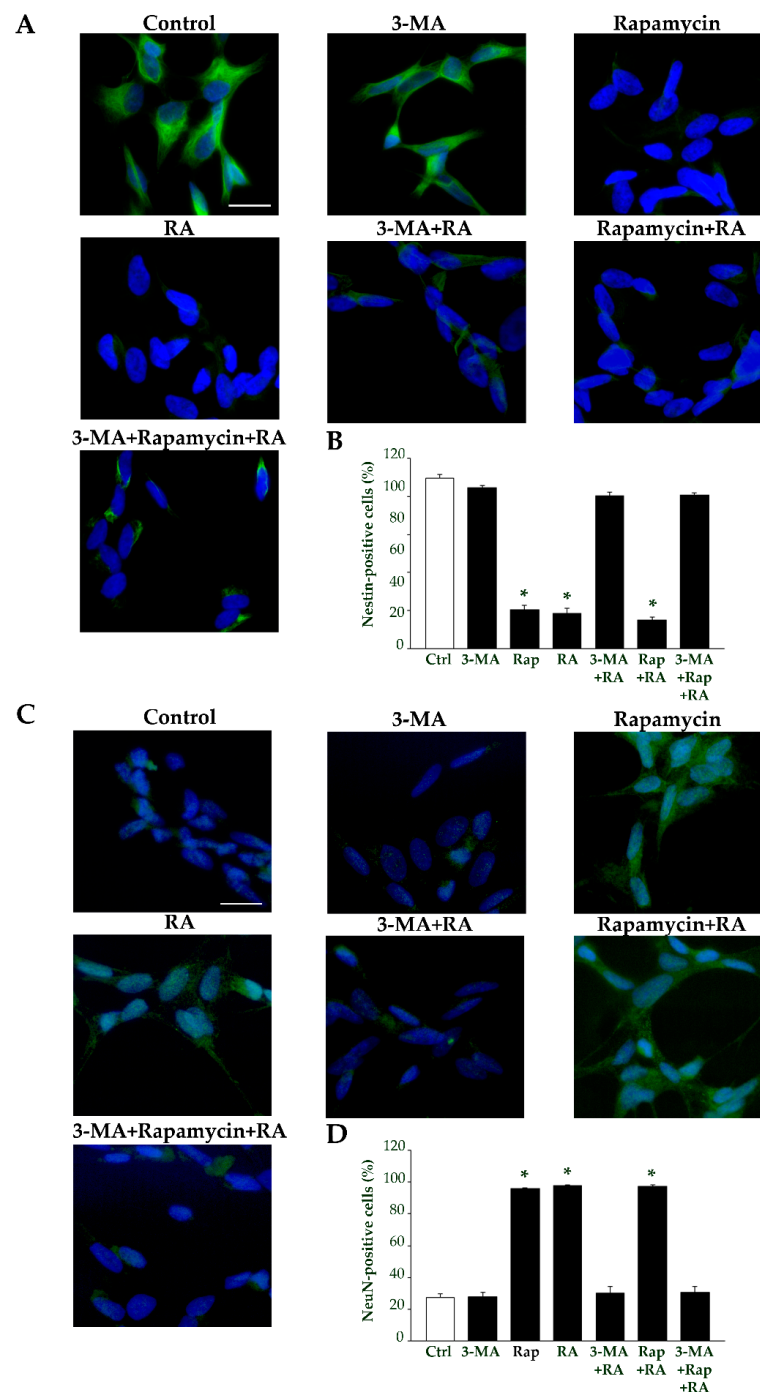 A
Control
3-MA
Rapamycin
RA
3-MA+RA
Rapamycin+RA
3-MA+Rapamycin+RA
B
Nestin-positive cells (%)
120
100
60
40
20
0
*
*
*
Ctrl
3-MA
Rap
RA
3-MA
+RA
Rap
+RA
3-MA
+Rap
+RA
C
Control
3-MA
Rapamycin
RA
3-MA+RA
Rapamycin+RA
3-MA+Rapamycin+RA
D
NeuN-positive cells (%)
120
100
80
60
40
20
0
*
*
*
Ctrl
3-MA
Rap
RA
3-MA
+RA
Rap
+RA
3-MA
+Rap
+RA